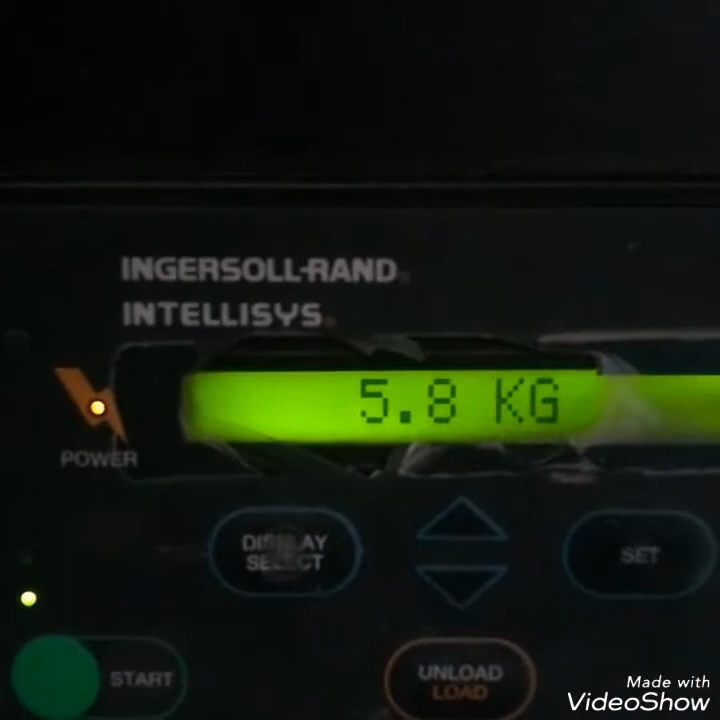 INGERSOLL-RAND
INTELLISYS
5.8 KG
POWER
DISPLAY
SELECT
SET
START
UNLOAD
LOAD
Made with
VideoShow